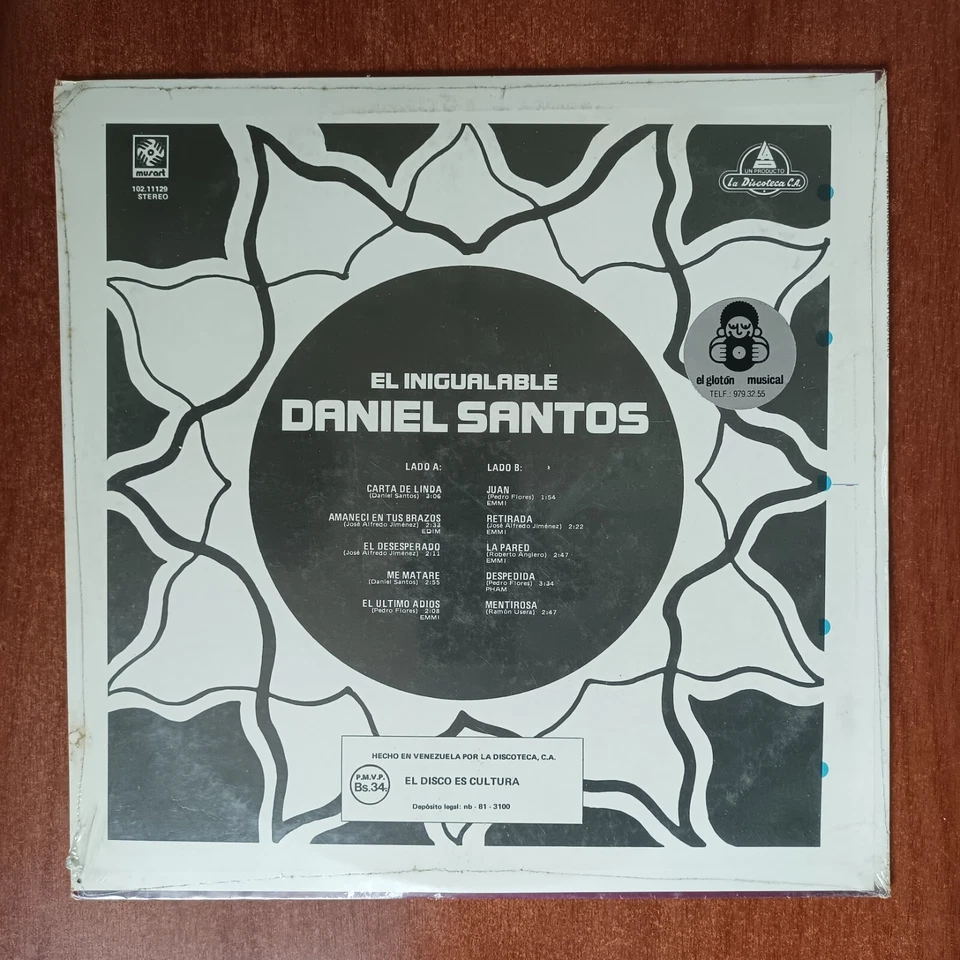 musart
102.11129
STEREO
UN PRODUCTO
La Discoteca C.A.
el glotón musical
TELF.: 979.32.55
EL INIGUALABLE
DANIEL SANTOS
LADO A:
CARTA DE LINDA
(Daniel Santos) 3:06
AMANECI EN TUS BRAZOS
(José Alfredo Jiménez) 2:33
EDIM
EL DESESPERADO
(José Alfredo Jiménez) 2:11
ME MATARE
(Daniel Santos) 2:55
EL ULTIMO ADIOS
(Pedro Flores) 2:08
EMMI
LADO B:
JUAN
(Pedro Flores) 1:54
EMMI
RETIRADA
(José Alfredo Jiménez) 2:22
EMMI
LA PARED
(Roberto Anglero) 2:47
EMMI
DESPEDIDA
(Pedro Flores) 3:34
PHAM
MENTIROSA
(Ramón Usera) 2:47
HECHO EN VENEZUELA POR LA DISCOTECA, C.A.
P.M.V.P.
Bs.34
EL DISCO ES CULTURA
Depósito legal: nb - 81 - 3100